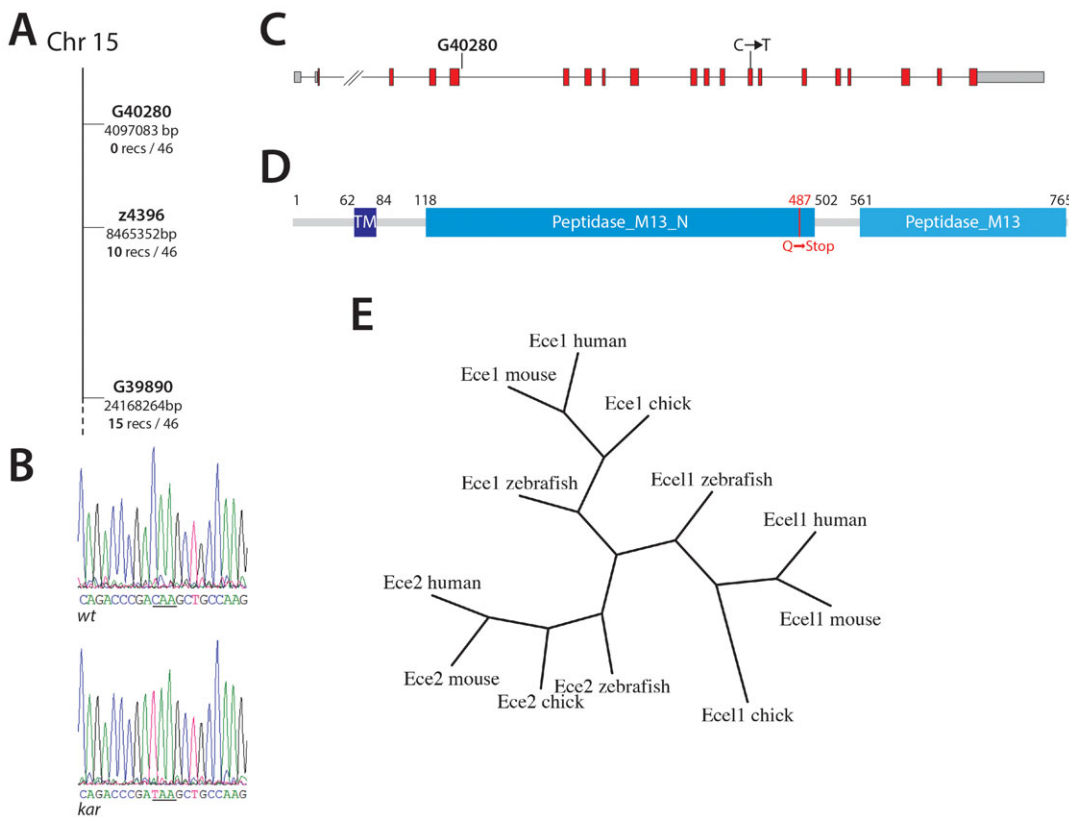 A
Chr 15
G40280
4097083 bp
0 recs / 46
z4396
8465352bp
10 recs / 46
G39890
24168264bp
15 recs / 46
B
CAGACCCGACAAGCTGCCAAG
wt
CAGACCCGATAAGCTGCCAAG
kar
C
G40280
C→T
D
1 62 84 118 487 502 561 765
TM Peptidase_M13_N Peptidase_M13
Q→Stop
E
Ece1 human
Ece1 mouse
Ece1 chick
Ece1 zebrafish
Ecel1 zebrafish
Ecel1 human
Ecel1 mouse
Ecel1 chick
Ece2 human
Ece2 mouse
Ece2 chick
Ece2 zebrafish